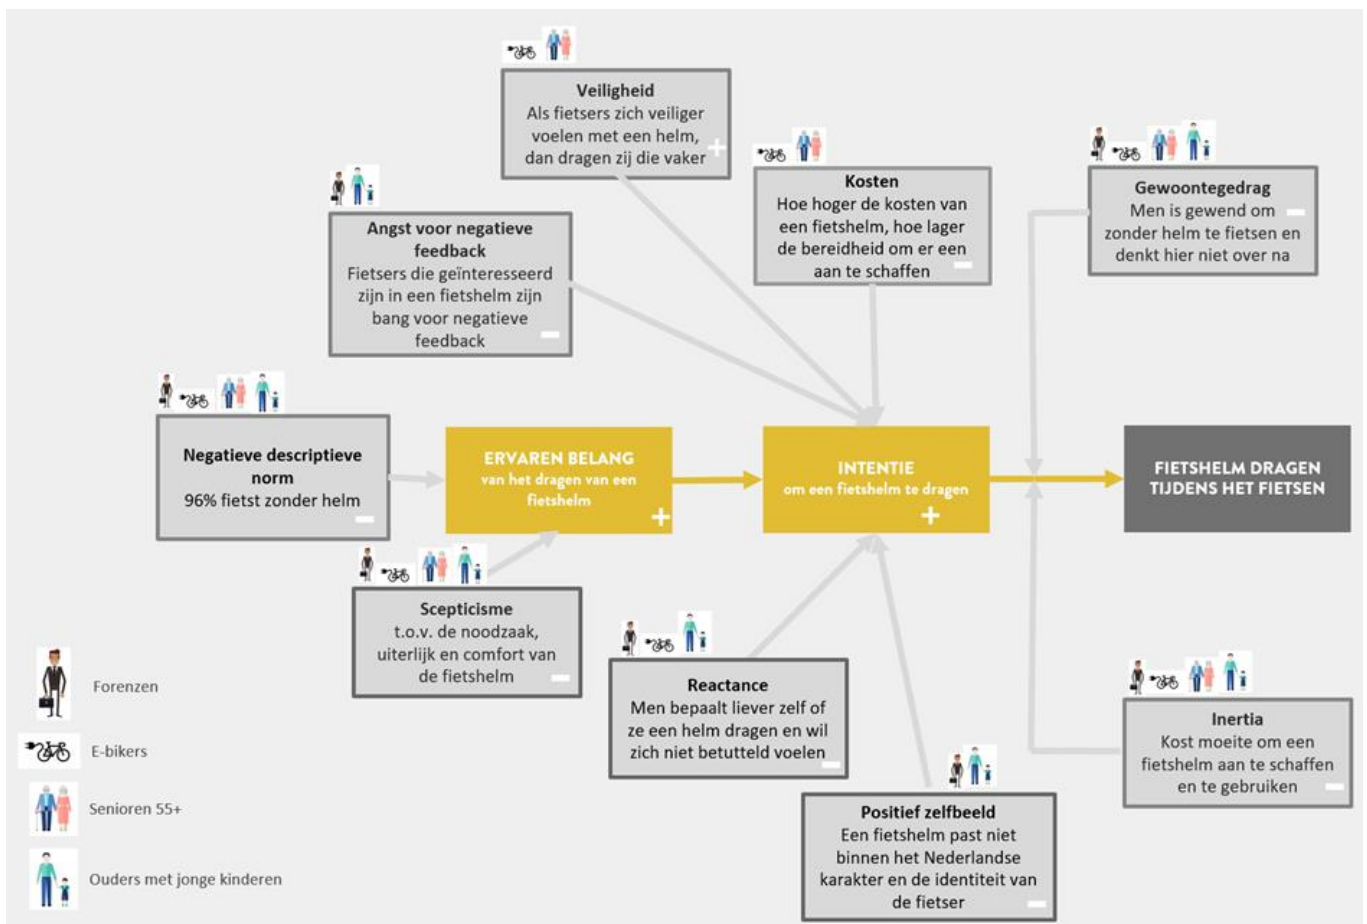 Veiligheid
Als fietsers zich veiliger
voelen met een helm,
dan dragen zij die vaker
+
Kosten
Hoe hoger de kosten van
een fietshelm, hoe lager
de bereidheid om er een
aan te schaffen
-
Gewoontegedrag
Men is gewend om
zonder helm te fietsen en
denkt hier niet over na
-
Angst voor negatieve
feedback
Fietsers die geïnteresseerd
zijn in een fietshelm zijn
bang voor negatieve
feedback
-
Negatieve descriptieve
norm
96% fietst zonder helm
-
ERVAREN BELANG
van het dragen van een
fietshelm
+
INTENTIE
om een fietshelm te dragen
+
FIETSHELM DRAGEN
TIJDENS HET FIETSEN
Scepticisme
t.o.v. de noodzaak,
uiterlijk en comfort van
de fietshelm
-
Reactance
Men bepaalt liever zelf of
ze een helm dragen en wil
zich niet betutteld voelen
-
Inertia
Kost moeite om een
fietshelm aan te schaffen
en te gebruiken
-
Positief zelfbeeld
Een fietshelm past niet
binnen het Nederlandse
karakter en de identiteit van
de fietser
-
Forenzen
E-bikers
Senioren 55+
Ouders met jonge kinderen